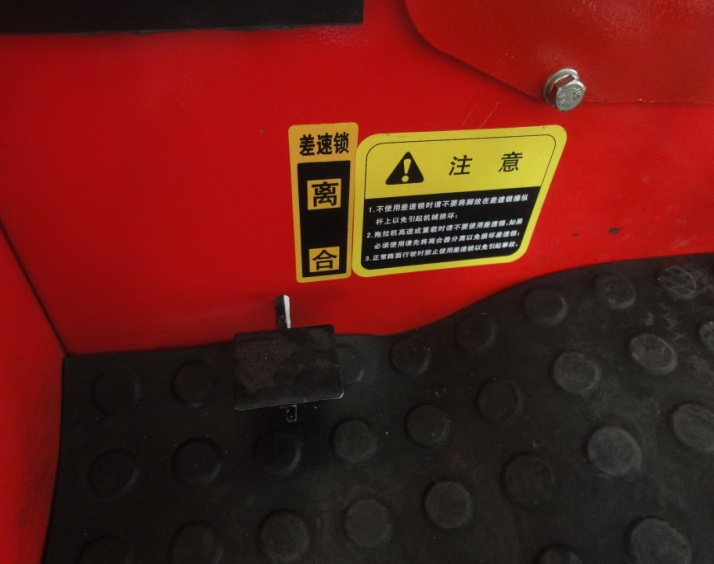 差速锁
离
合
注 意
1.不使用差速锁时请不要将脚放在差速锁操纵
杆上以免引起机械损坏;
2.拖拉机高速或重载时请不要使用差速锁,如果
必须使用请先将离合器分离以免损坏差速锁;
3.正常路面行驶时禁止使用差速锁以免引起事故。